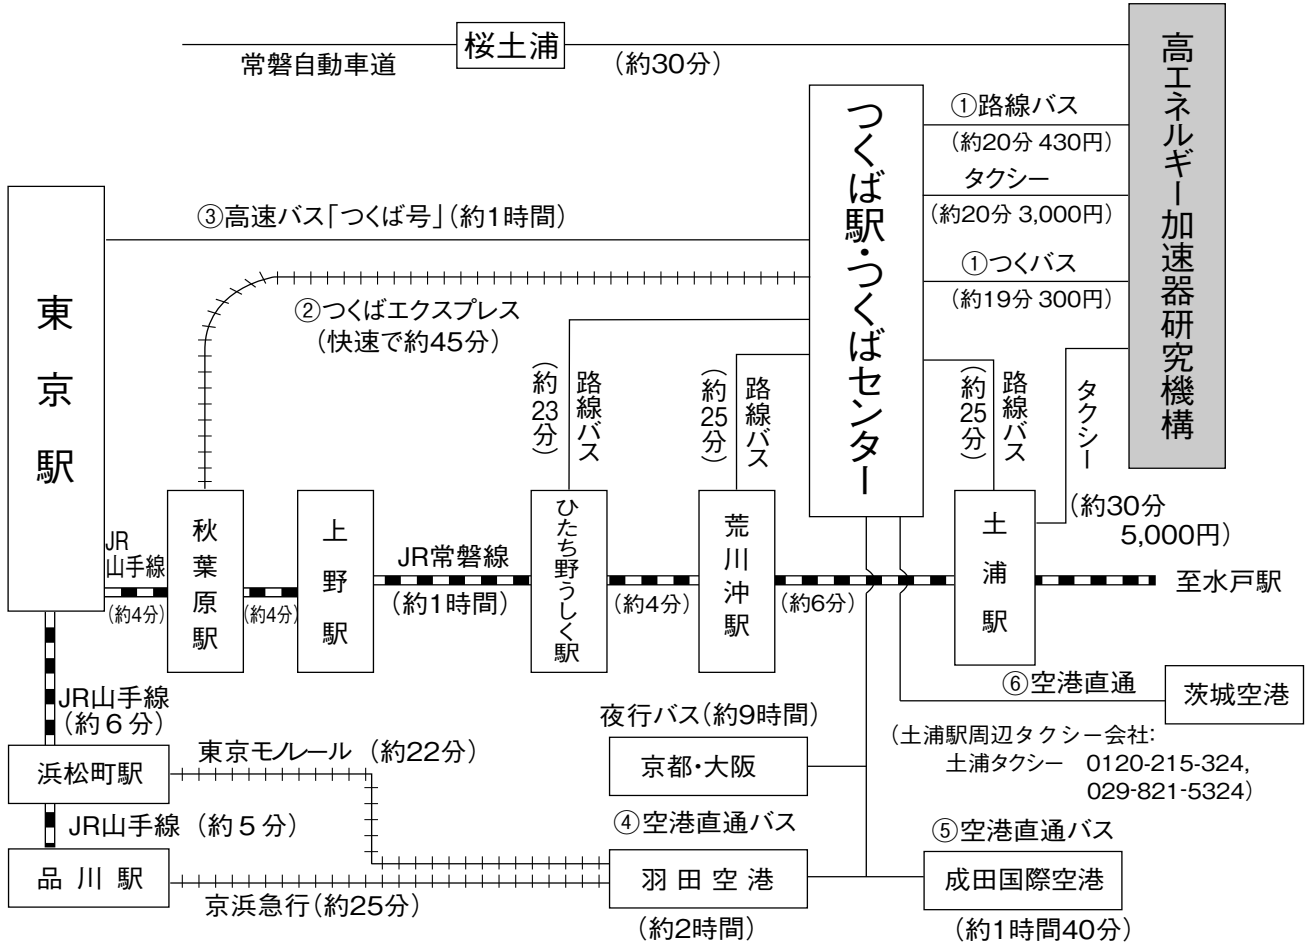 常磐自動車道
桜土浦
(約30分)
高エネルギー加速器研究機構
つくば駅・つくばセンター
①路線バス
(約20分 430円)
タクシー
(約20分 3,000円)
①つくバス
(約19分 300円)
東京駅
③高速バス「つくば号」(約1時間)
②つくばエクスプレス
(快速で約45分)
路線バス
(約23分)
路線バス
(約25分)
路線バス
(約25分)
タクシー
(約30分
5,000円)
JR
山手線
(約4分)
秋葉原駅
(約4分)
上野駅
JR常磐線
(約1時間)
ひたち野うしく駅
(約4分)
荒川沖駅
(約6分)
土浦駅
至水戸駅
JR山手線
(約6分)
浜松町駅
東京モノレール (約22分)
JR山手線 (約5分)
品川駅
京浜急行(約25分)
夜行バス(約9時間)
京都・大阪
④空港直通バス
羽田空港
(約2時間)
⑤空港直通バス
成田国際空港
(約1時間40分)
⑥空港直通
茨城空港
(土浦駅周辺タクシー会社:
土浦タクシー 0120-215-324,
029-821-5324)